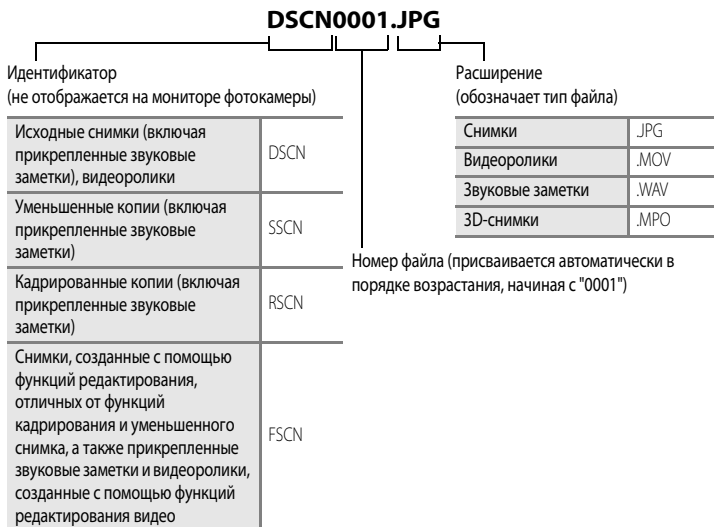 DSCN0001.JPG
Идентификатор
(не отображается на мониторе фотокамеры)
Исходные снимки (включая
прикрепленные звуковые
заметки), видеоролики
DSCN
Уменьшенные копии (включая
прикрепленные звуковые
заметки)
SSCN
Кадрированные копии (включая
прикрепленные звуковые
заметки)
RSCN
Снимки, созданные с помощью
функций редактирования,
отличных от функций
кадрирования и уменьшенного
снимка, а также прикрепленные
звуковые заметки и видеоролики,
созданные с помощью функций
редактирования видео
FSCN
Расширение
(обозначает тип файла)
Снимки .JPG
Видеоролики .MOV
Звуковые заметки .WAV
3D-снимки .MPO
Номер файла (присваивается автоматически в
порядке возрастания, начиная с "0001")